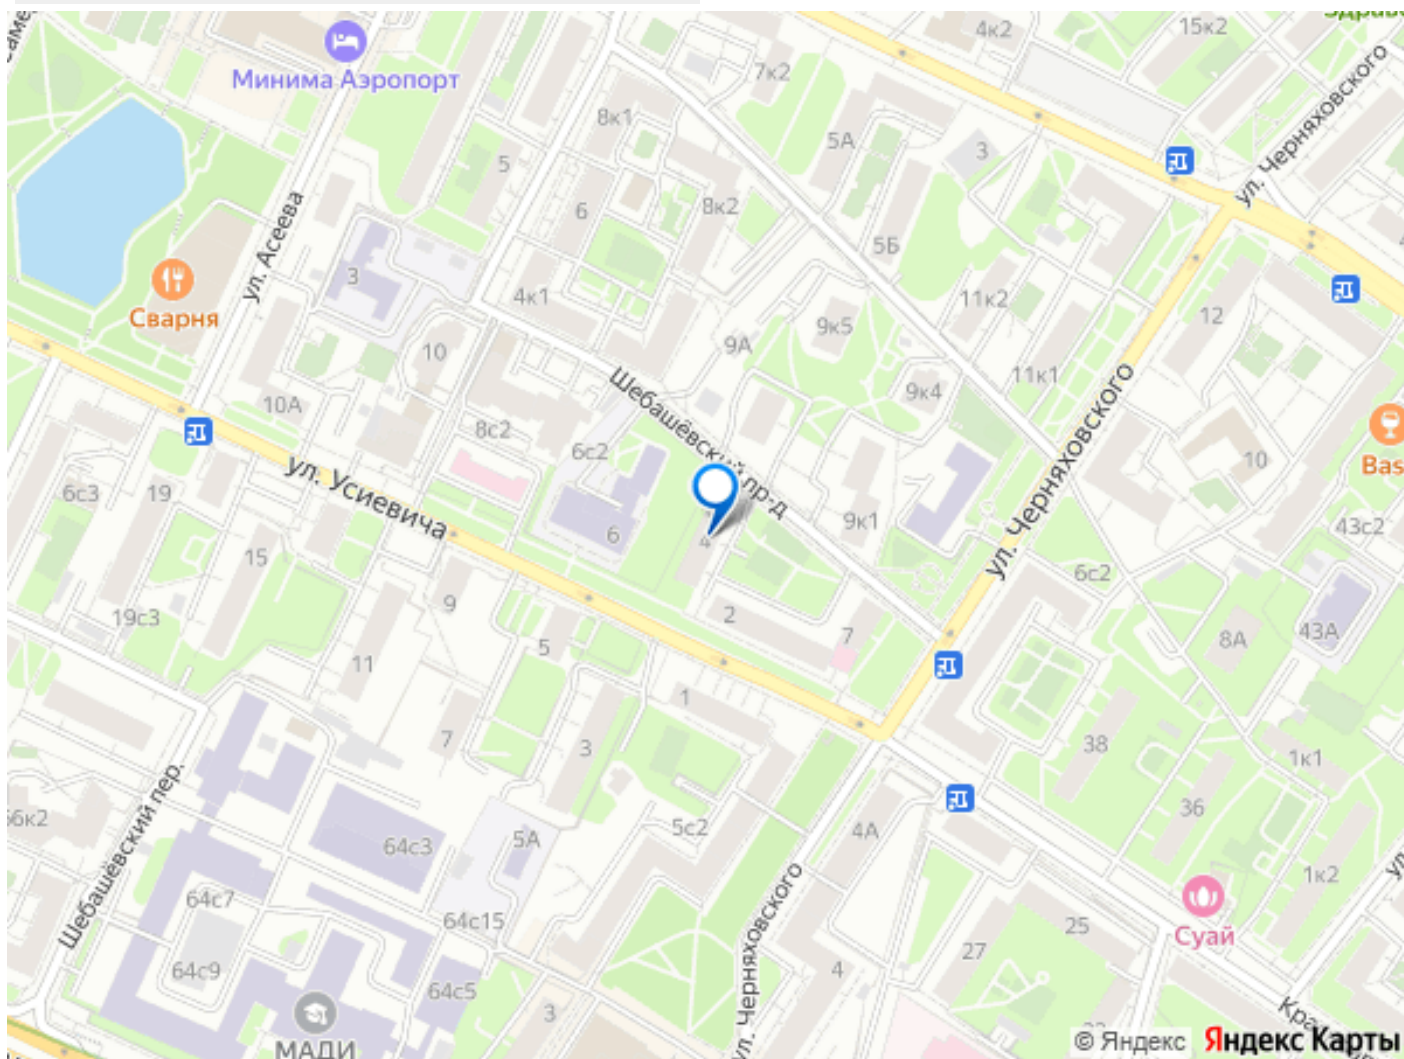 Минима Аэропорт
4к2
15к2
7к2
8к1
5А
3
5
6
8к2
5Б
ул. Черняховского
ул. Асеева
3
4к1
11к2
12
Сварня
10
9А
9к5
11к1
10А
Шебашёвский пр-д
9к4
8с2
6с2
10
Bas
ул. Усиевича
6с3
19
6
4
9к1
ул. Черняховского
43с2
15
9
2
6с2
19с3
11
5
7
8А
43А
1
7
3
38
1к1
Шебашёвский пер.
6к2
64с3
5А
5с2
4А
36
64с7
64с15
1к2
ул. Черняховского
Суай
25
27
64с9
64с5
4
3
МАДИ
© Яндекс Яндекс Карты